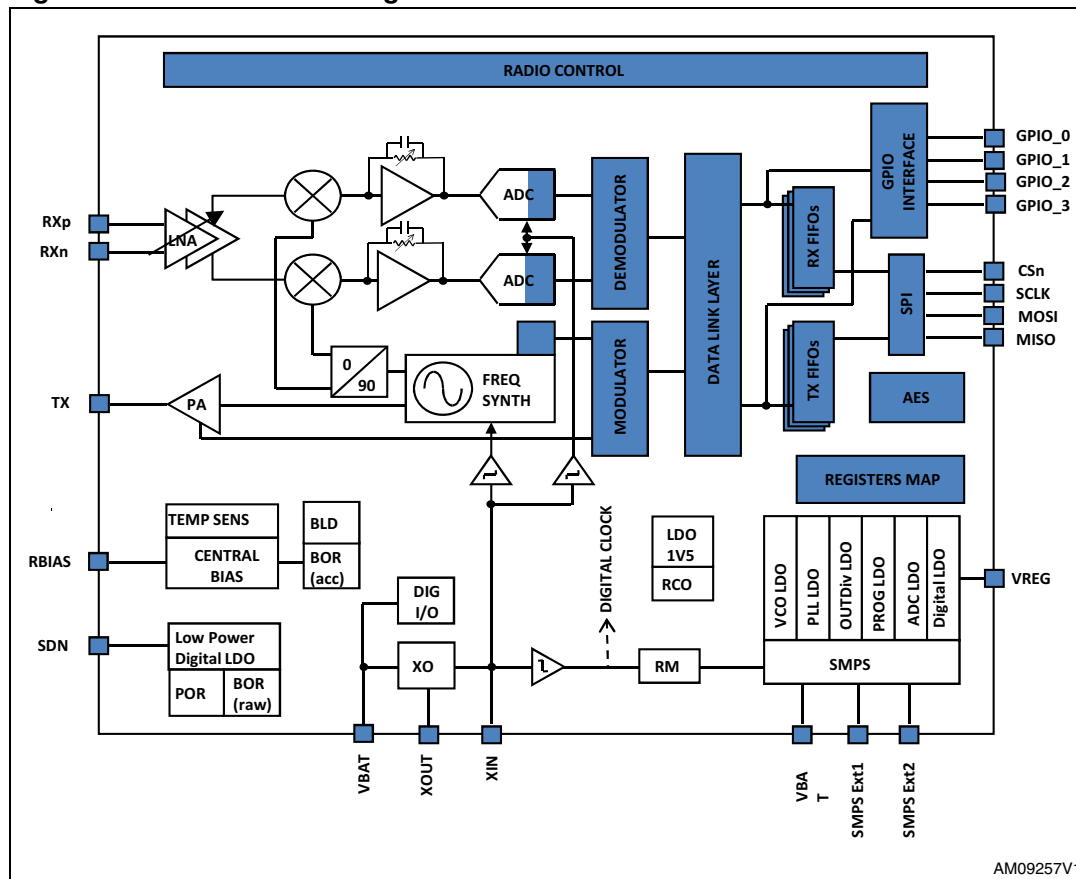 RADIO CONTROL
RXp
RXn
LNA
ADC
ADC
DEMODULATOR
DATA LINK LAYER
RX FIFOs
GPIO
INTERFACE
GPIO_0
GPIO_1
GPIO_2
GPIO_3
SPI
CSn
SCLK
MOSI
MISO
TX
PA
0
90
FREQ
SYNTH
MODULATOR
TX FIFOs
AES
REGISTERS MAP
RBIAS
TEMP SENS
CENTRAL
BIAS
BLD
BOR
(acc)
SDN
Low Power
Digital LDO
POR
BOR
(raw)
DIG
I/O
XO
DIGITAL CLOCK
LDO
1V5
RCO
RM
VCO LDO
PLL LDO
OUTDiv LDO
PROG LDO
ADC LDO
Digital LDO
SMPS
VREG
VBAT
XOUT
XIN
VBA
T
SMPS Ext1
SMPS Ext2
AM09257V1